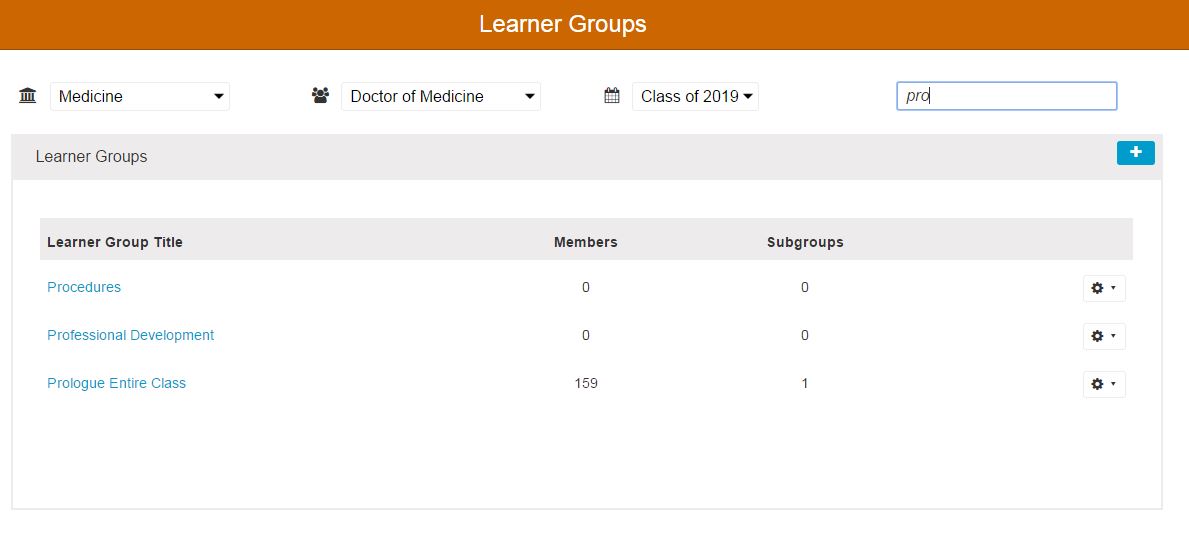 Learner Groups
Medicine Doctor of Medicine Class of 2019 pro
Learner Groups
Learner Group Title Members Subgroups
Procedures 0 0
Professional Development 0 0
Prologue Entire Class 159 1